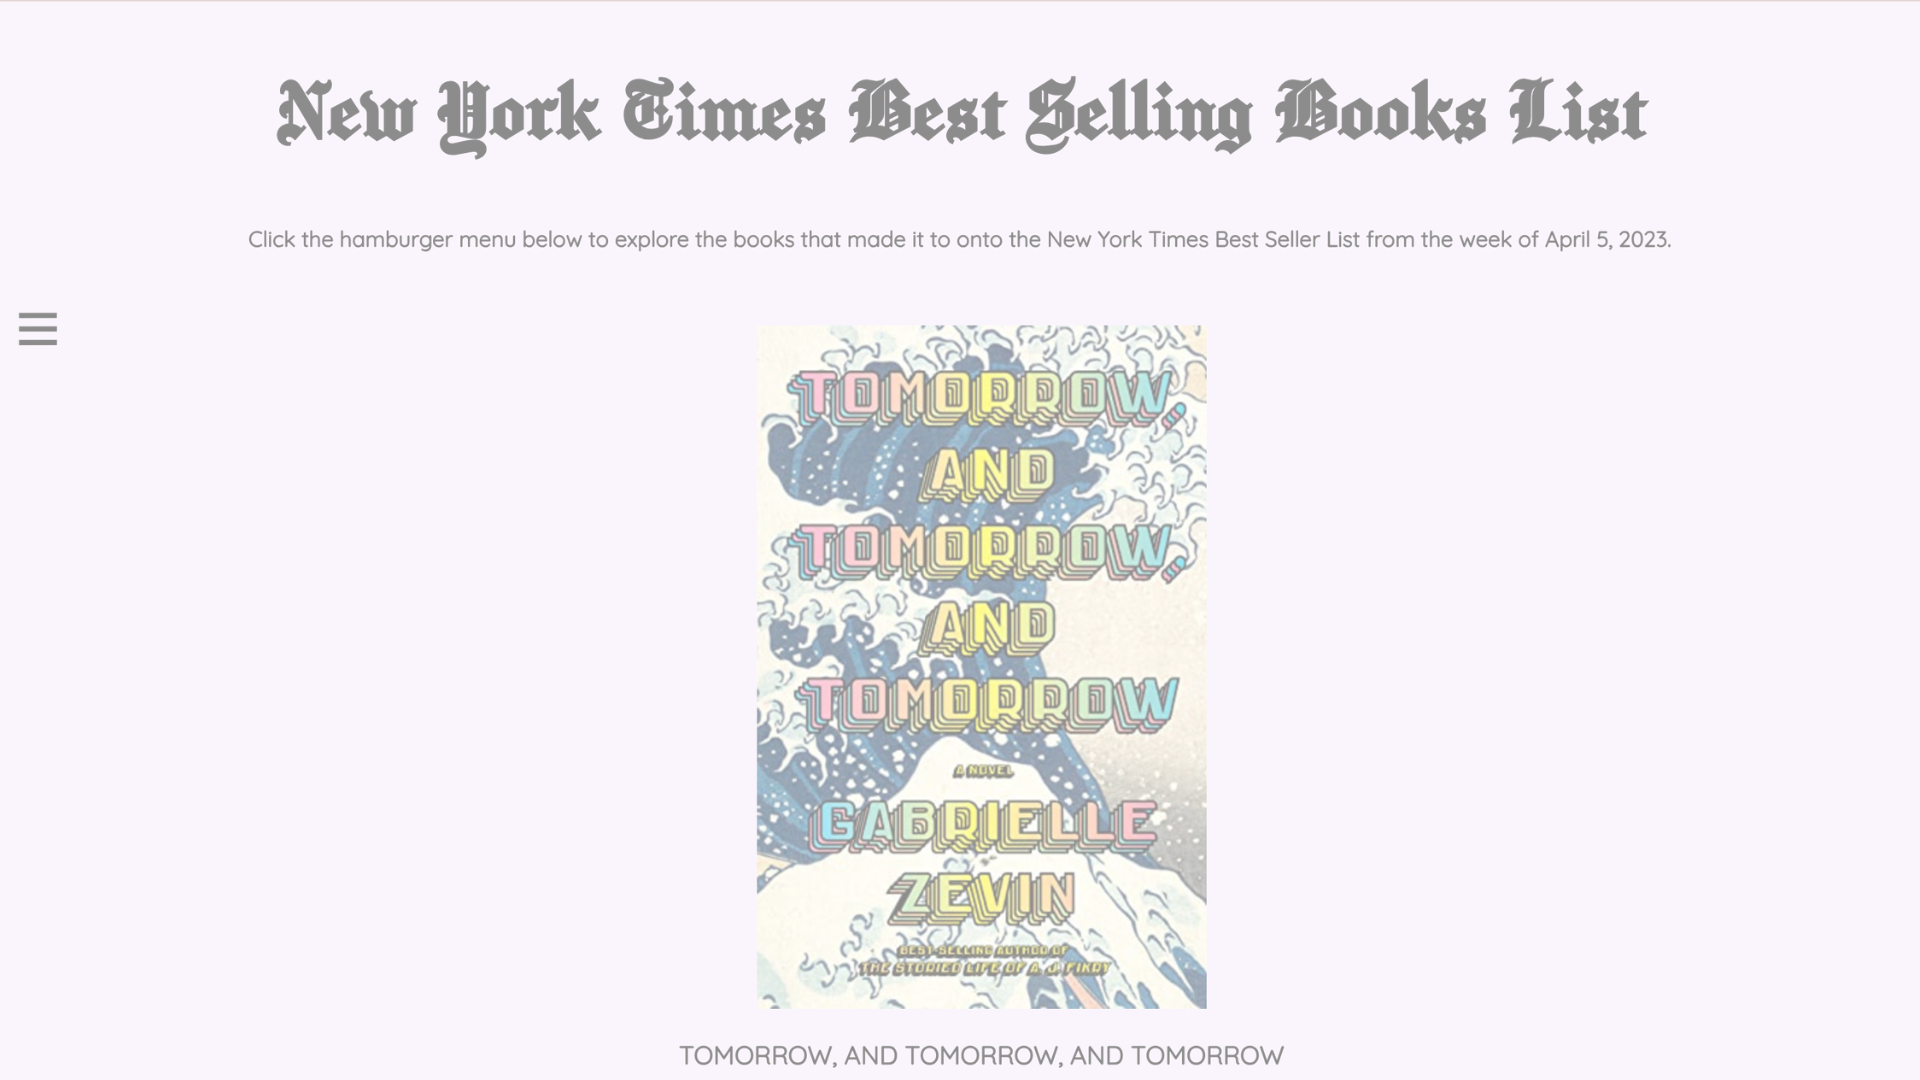 New York Times Best Selling Books List
Click the hamburger menu below to explore the books that made it to onto the New York Times Best Seller List from the week of April 5, 2023.
TOMORROW,
AND
TOMORROW,
AND
TOMORROW
A NOVEL
GABRIELLE
ZEVIN
BEST-SELLING AUTHOR OF
THE STORIED LIFE OF A. J. FIKRY
TOMORROW, AND TOMORROW, AND TOMORROW